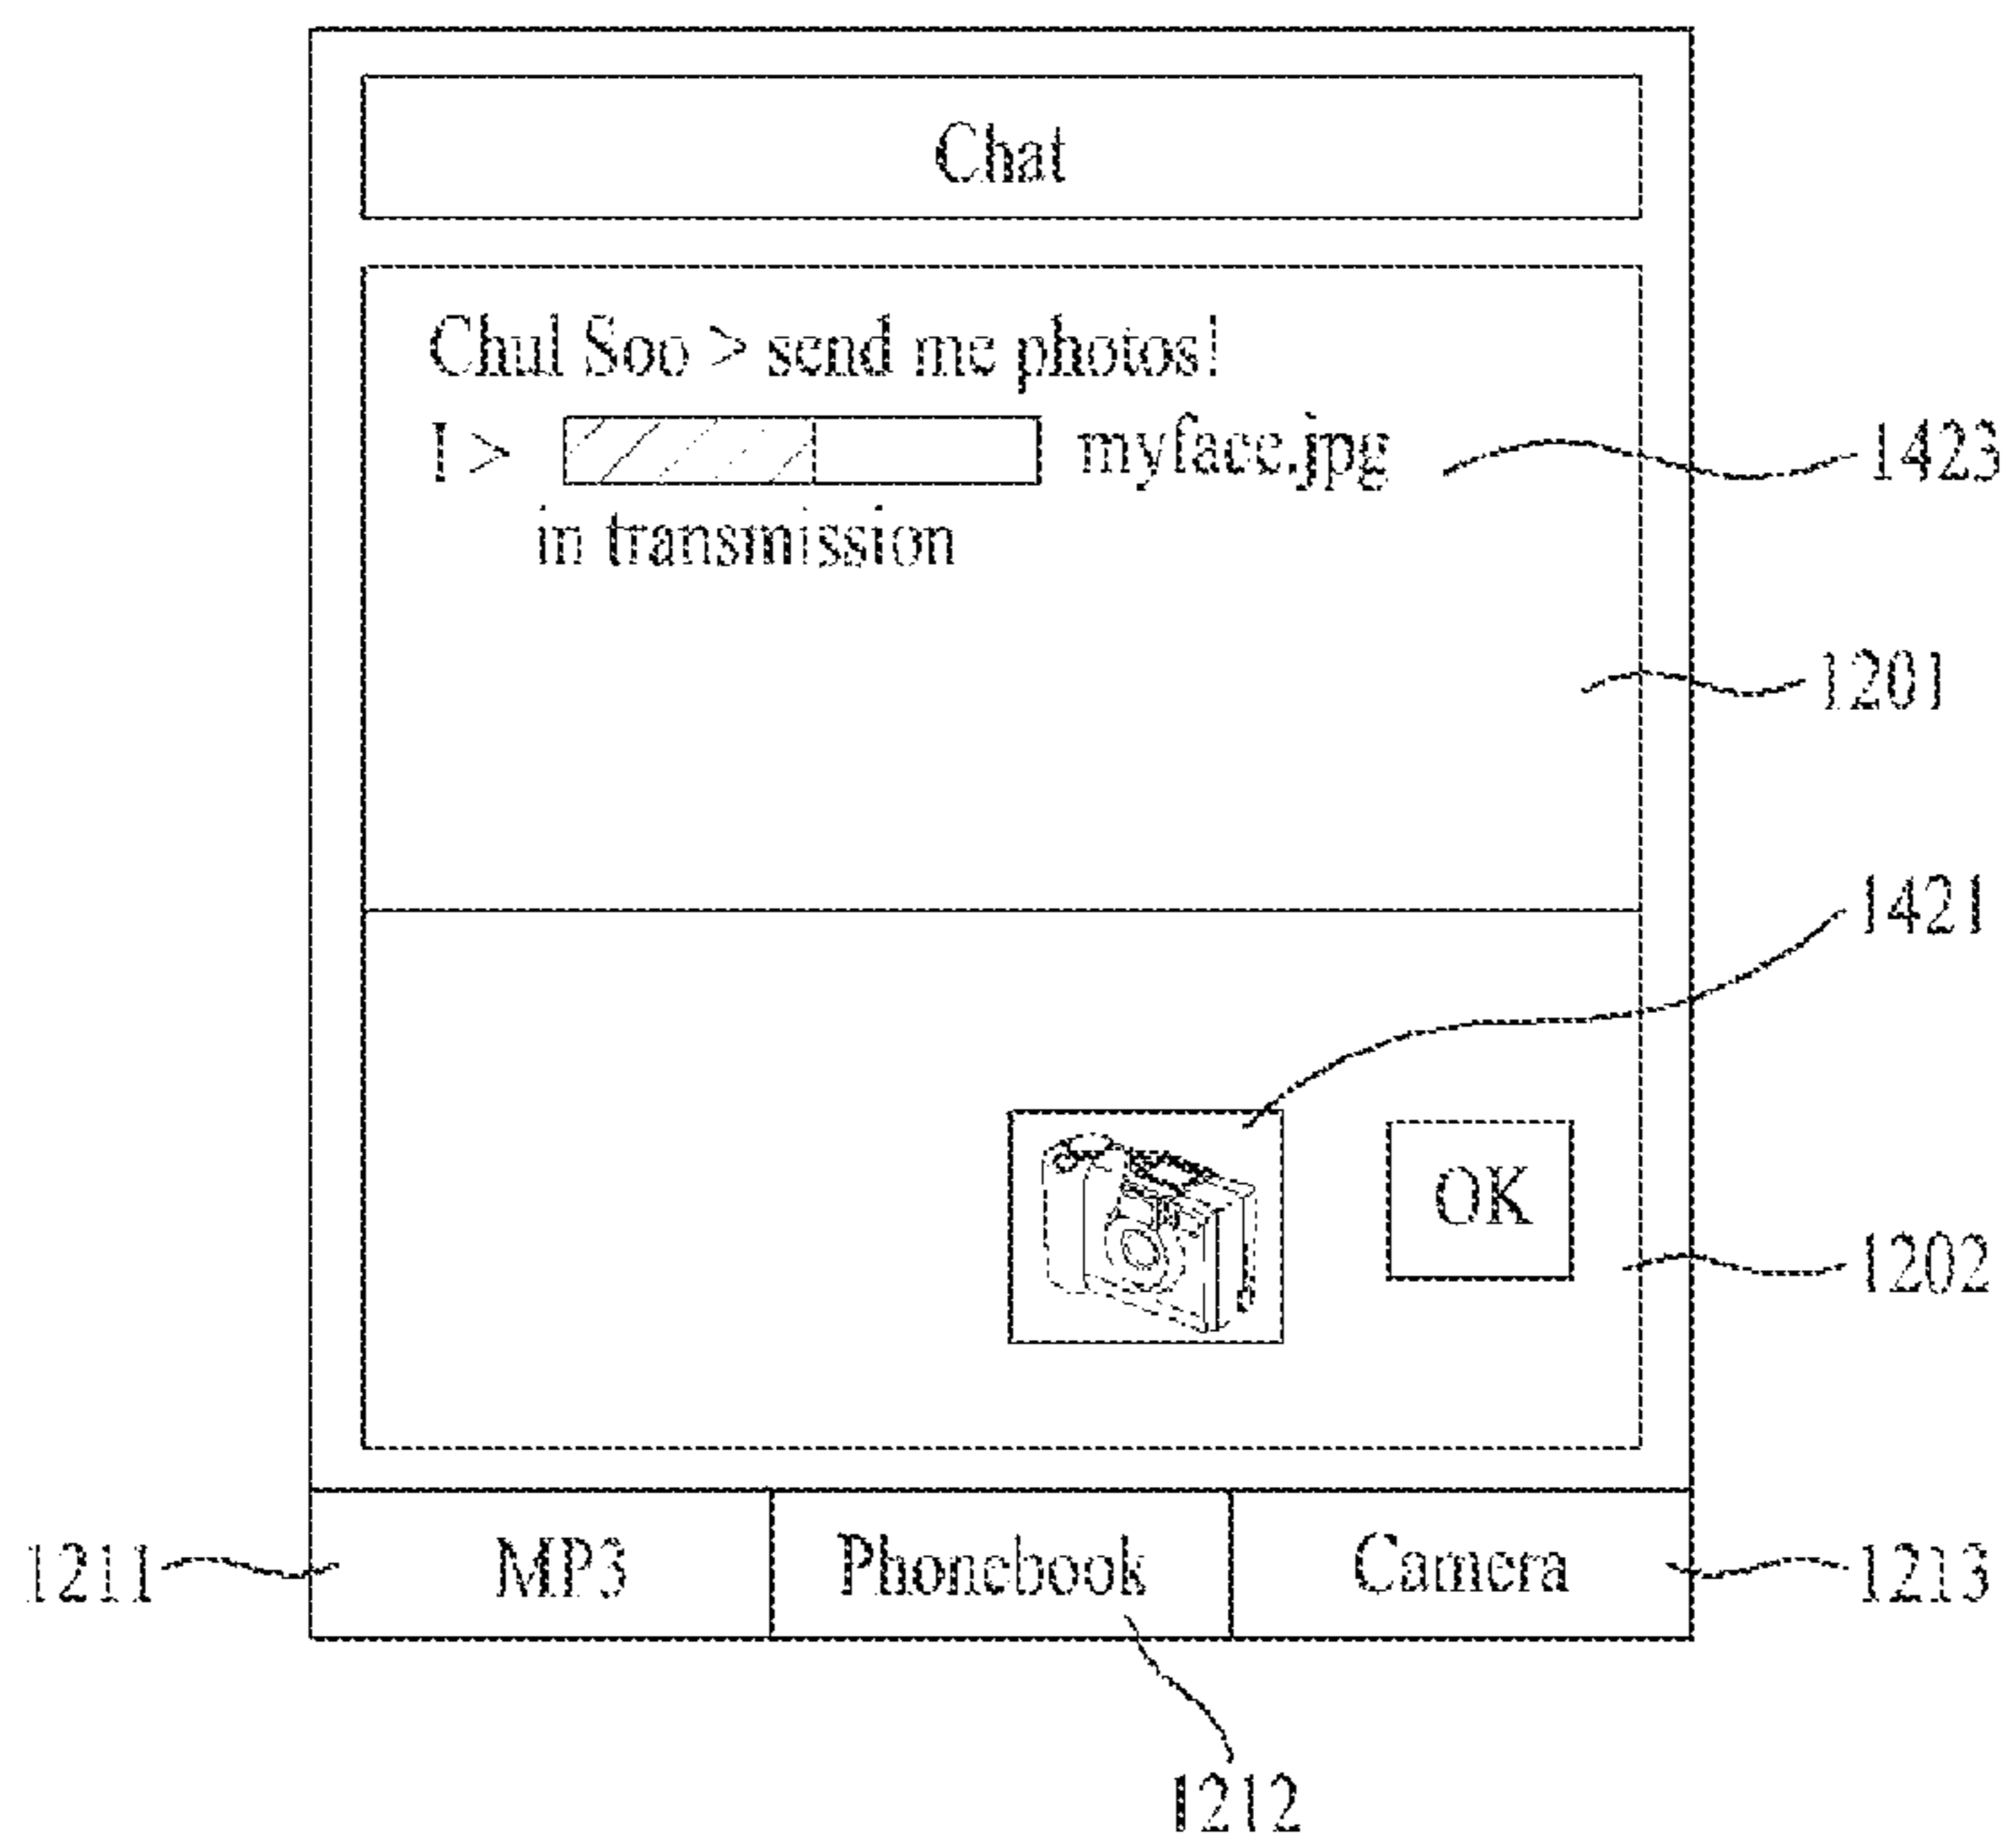 Chat
Chul Soo > send me photos!
I > myface.jpg
in transmission
1423
1201
1421
OK
1202
1211
MP3
Phonebook
Camera
1213
1212